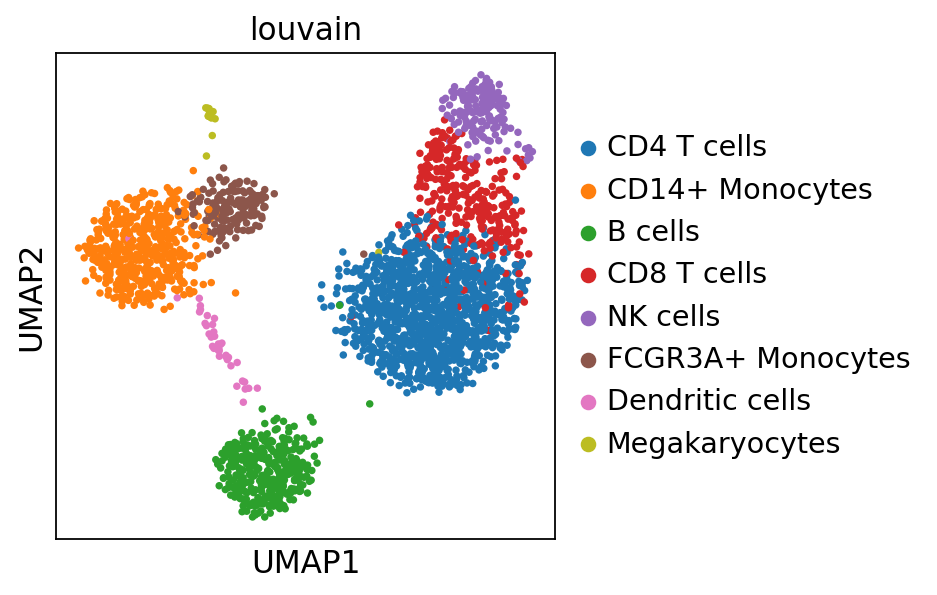 louvain
UMAP2
UMAP1
CD4 T cells
CD14+ Monocytes
B cells
CD8 T cells
NK cells
FCGR3A+ Monocytes
Dendritic cells
Megakaryocytes